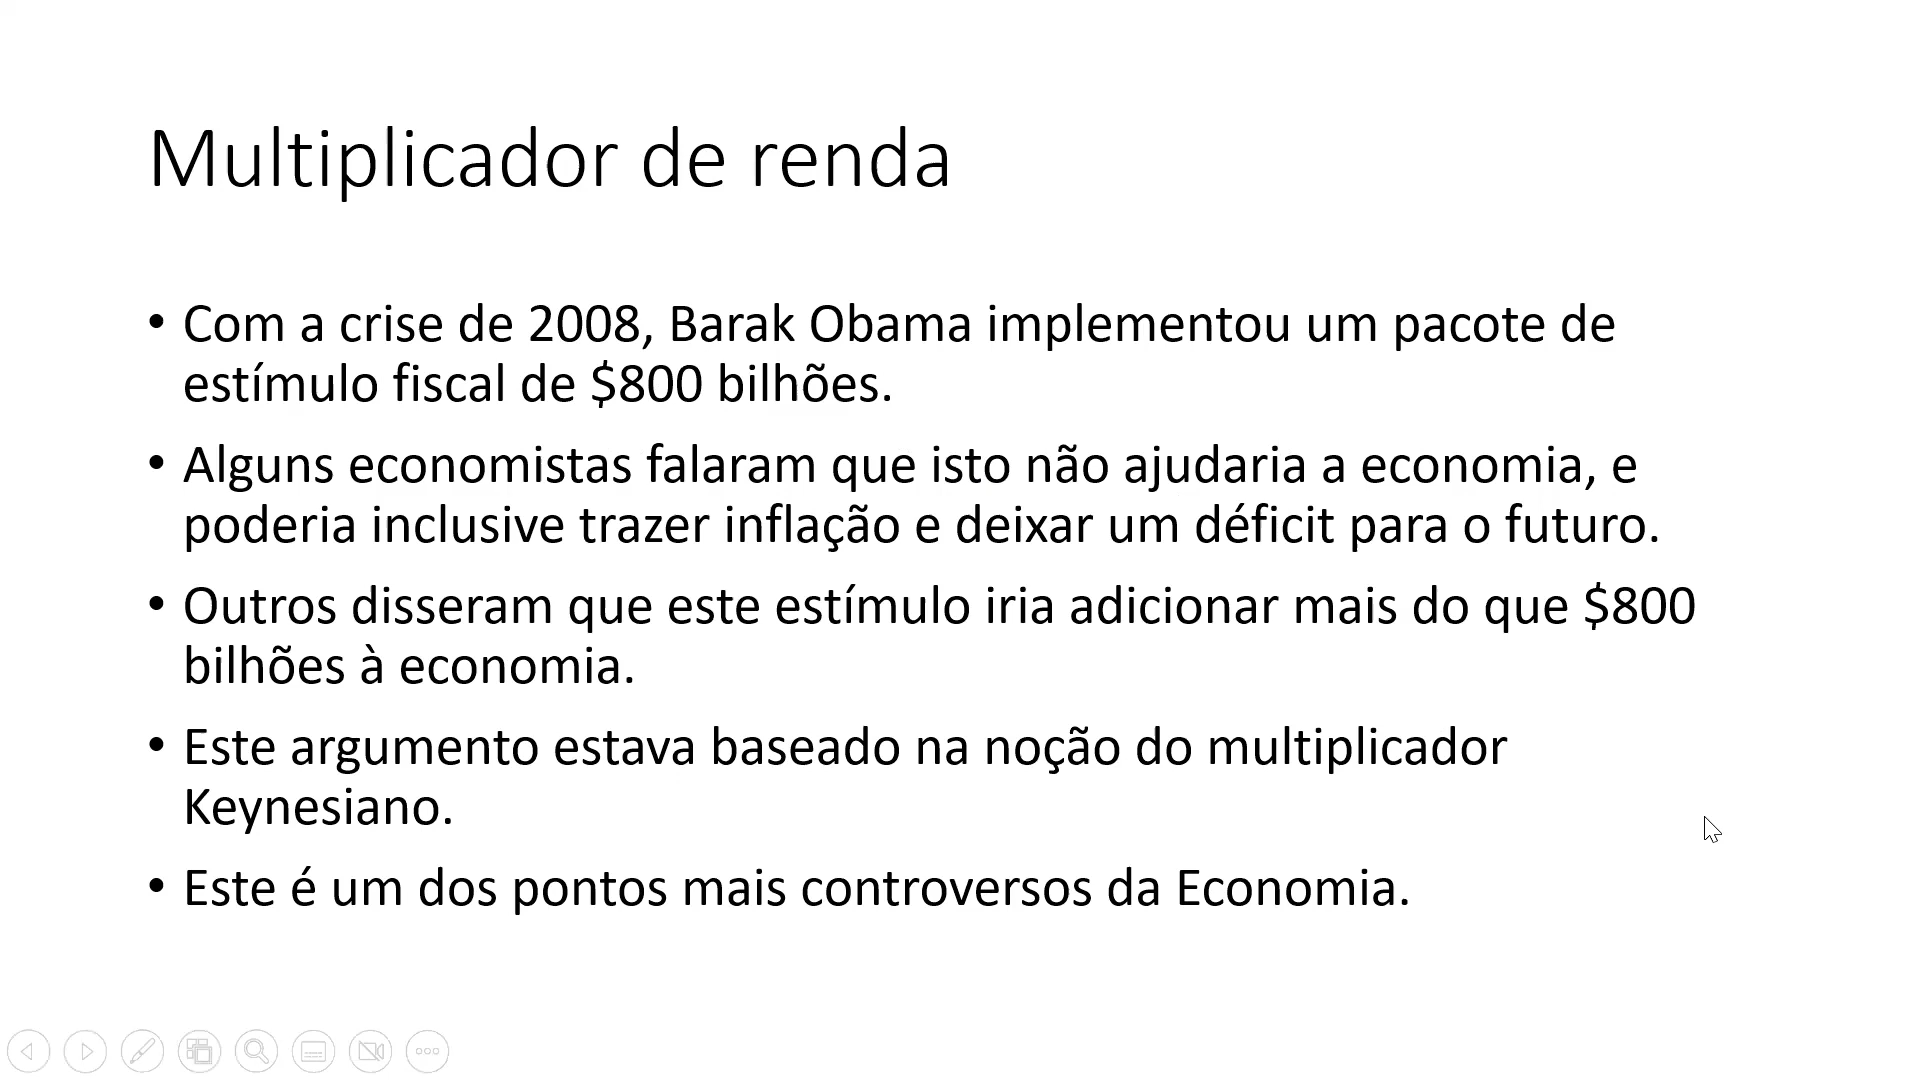 Multiplicador de renda
• Com a crise de 2008, Barak Obama implementou um pacote de
estímulo fiscal de $800 bilhões.
• Alguns economistas falaram que isto não ajudaria a economia, e
poderia inclusive trazer inflação e deixar um déficit para o futuro.
• Outros disseram que este estímulo iria adicionar mais do que $800
bilhões à economia.
• Este argumento estava baseado na noção do multiplicador
Keynesiano.
• Este é um dos pontos mais controversos da Economia.